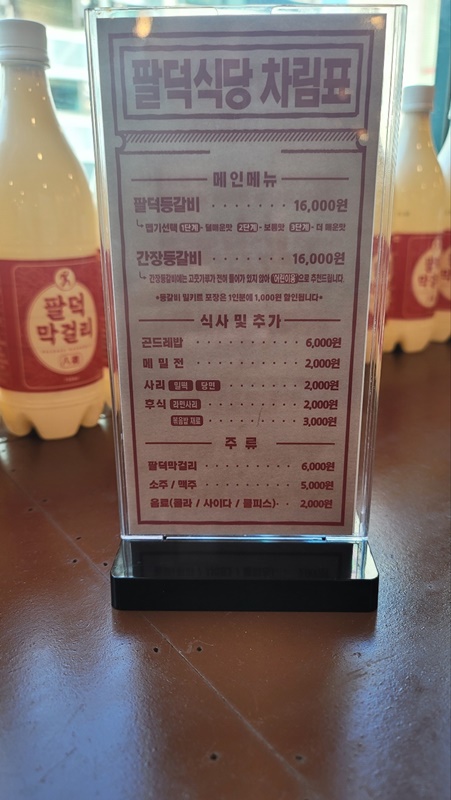 팔덕식당 차림표
메인메뉴
팔덕등갈비 16,000원
맵기선택 1단계 · 덜매운맛 2단계 · 보통맛 3단계 · 더 매운맛
간장등갈비 16,000원
간장등갈비에는 고춧가루가 전혀 들어가 있지 않아 어린이용으로 추천드립니다.
*등갈비 밀키트 포장은 1인분에 1,000원 할인됩니다*
식사 및 추가
곤드레밥 6,000원
메밀전 2,000원
사리 밀떡 당면 2,000원
후식 라면사리 2,000원
볶음밥 재료 3,000원
주류
팔덕막걸리 6,000원
소주 / 맥주 5,000원
음료(콜라 / 사이다 / 쿨피스) 2,000원
팔덕
막걸리